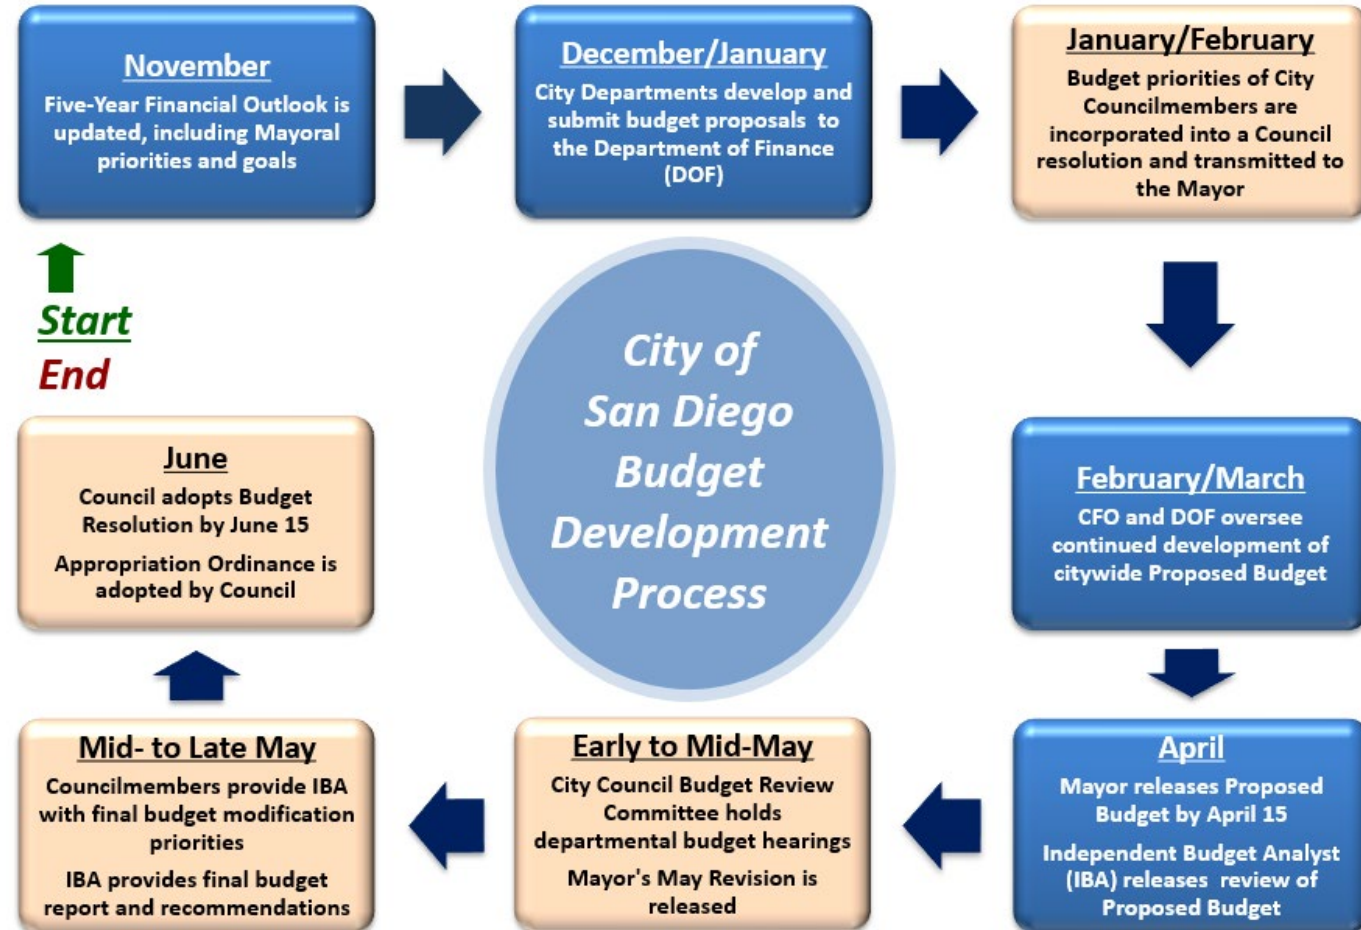 November
Five-Year Financial Outlook is
updated, including Mayoral
priorities and goals
December/January
City Departments develop and
submit budget proposals to
the Department of Finance
(DOF)
January/February
Budget priorities of City
Councilmembers are
incorporated into a Council
resolution and transmitted to
the Mayor
Start
End
City of
San Diego
Budget
Development
Process
February/March
CFO and DOF oversee
continued development of
citywide Proposed Budget
April
Mayor releases Proposed
Budget by April 15
Independent Budget Analyst
(IBA) releases review of
Proposed Budget
Early to Mid-May
City Council Budget Review
Committee holds
departmental budget hearings
Mayor's May Revision is
released
Mid- to Late May
Councilmembers provide IBA
with final budget modification
priorities
IBA provides final budget
report and recommendations
June
Council adopts Budget
Resolution by June 15
Appropriation Ordinance is
adopted by Council